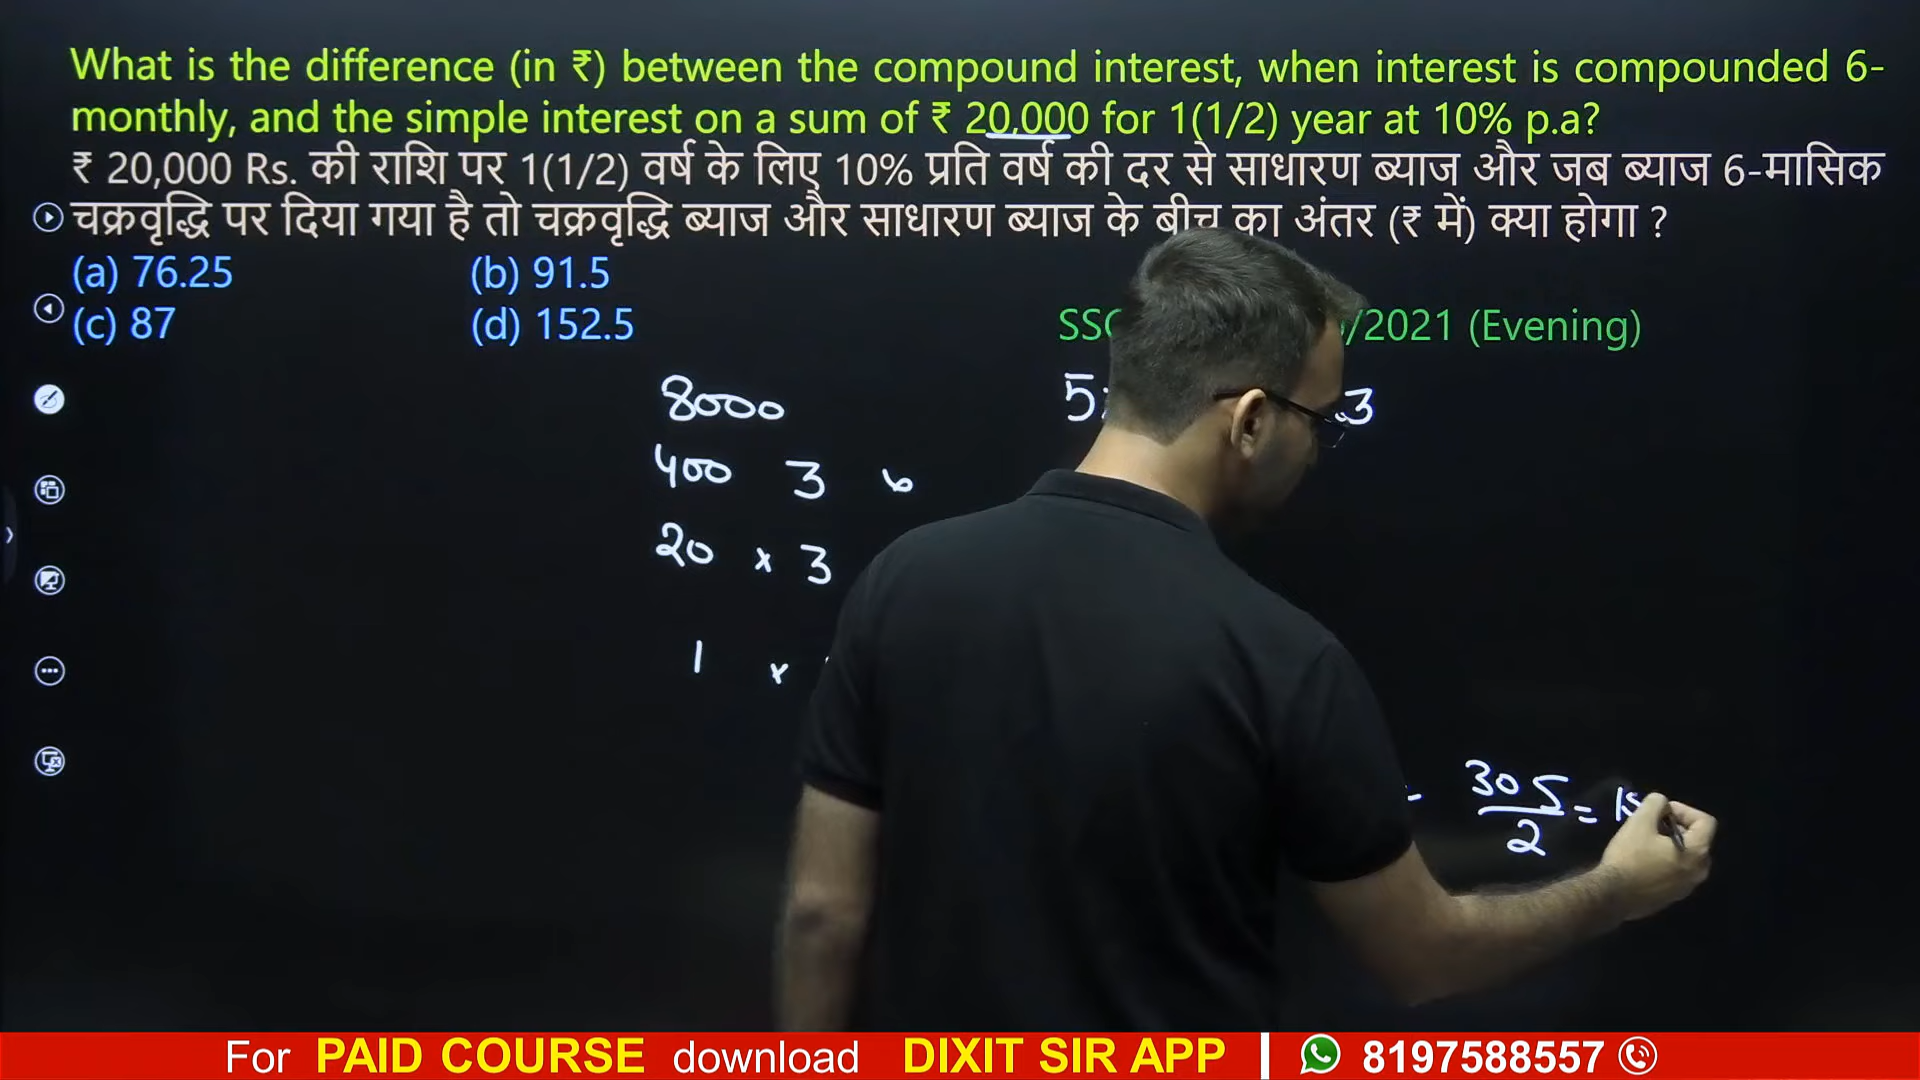 What is the difference (in ₹) between the compound interest, when interest is compounded 6-
monthly, and the simple interest on a sum of ₹ 20,000 for 1(1/2) year at 10% p.a?
₹ 20,000 Rs. की राशि पर 1(1/2) वर्ष के लिए 10% प्रति वर्ष की दर से साधारण ब्याज और जब ब्याज 6-मासिक
चक्रवृद्धि पर दिया गया है तो चक्रवृद्धि ब्याज और साधारण ब्याज के बीच का अंतर (₹ में) क्या होगा ?
(a) 76.25 (b) 91.5
(c) 87 (d) 152.5 /2021 (Evening)
8000 5 3
400 3
20 × 3
1 ×
305/2 =
For PAID COURSE download DIXIT SIR APP | 8197588557